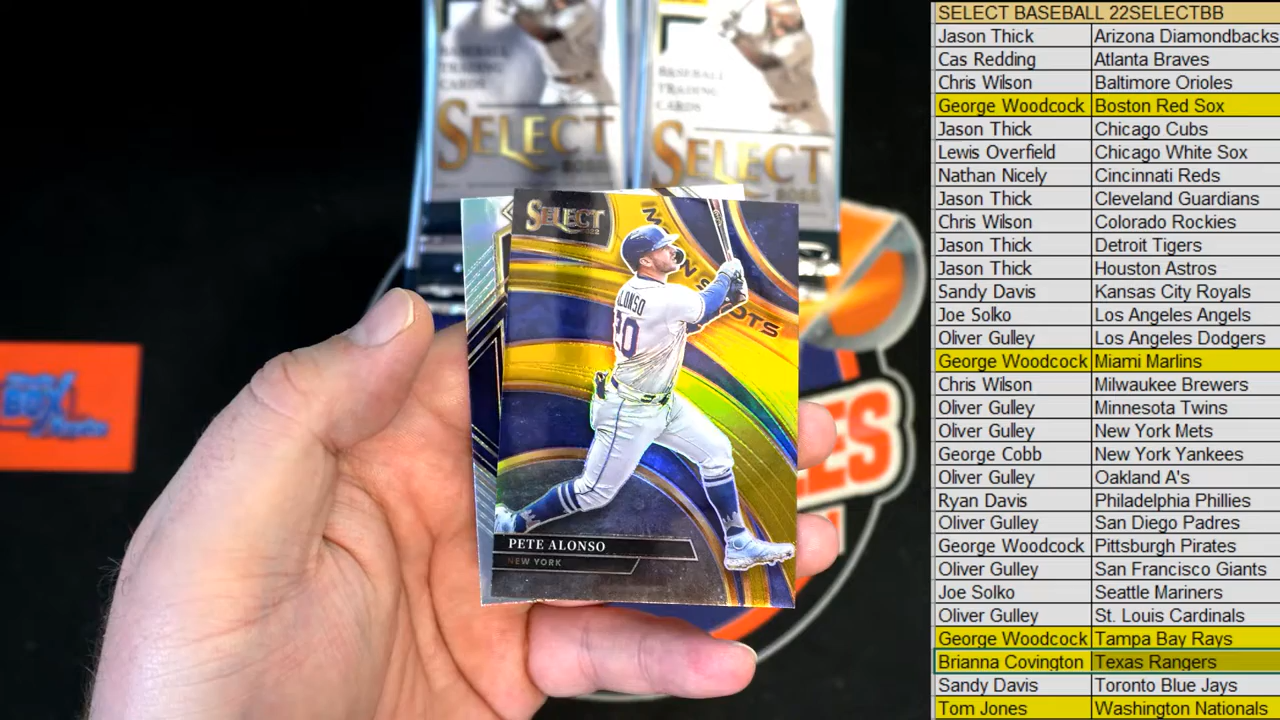 BASEBALL
TRADING
CARDS
SELECT
BASEBALL
TRADING
CARDS
SELECT
SELECT
2022
MOON SHOTS
ALONSO
20
PETE ALONSO
NEW YORK
BOX
SELECT BASEBALL 22SELECTBB
Jason Thick Arizona Diamondbacks
Cas Redding Atlanta Braves
Chris Wilson Baltimore Orioles
George Woodcock Boston Red Sox
Jason Thick Chicago Cubs
Lewis Overfield Chicago White Sox
Nathan Nicely Cincinnati Reds
Jason Thick Cleveland Guardians
Chris Wilson Colorado Rockies
Jason Thick Detroit Tigers
Jason Thick Houston Astros
Sandy Davis Kansas City Royals
Joe Solko Los Angeles Angels
Oliver Gulley Los Angeles Dodgers
George Woodcock Miami Marlins
Chris Wilson Milwaukee Brewers
Oliver Gulley Minnesota Twins
Oliver Gulley New York Mets
George Cobb New York Yankees
Oliver Gulley Oakland A's
Ryan Davis Philadelphia Phillies
Oliver Gulley San Diego Padres
George Woodcock Pittsburgh Pirates
Oliver Gulley San Francisco Giants
Joe Solko Seattle Mariners
Oliver Gulley St. Louis Cardinals
George Woodcock Tampa Bay Rays
Brianna Covington Texas Rangers
Sandy Davis Toronto Blue Jays
Tom Jones Washington Nationals